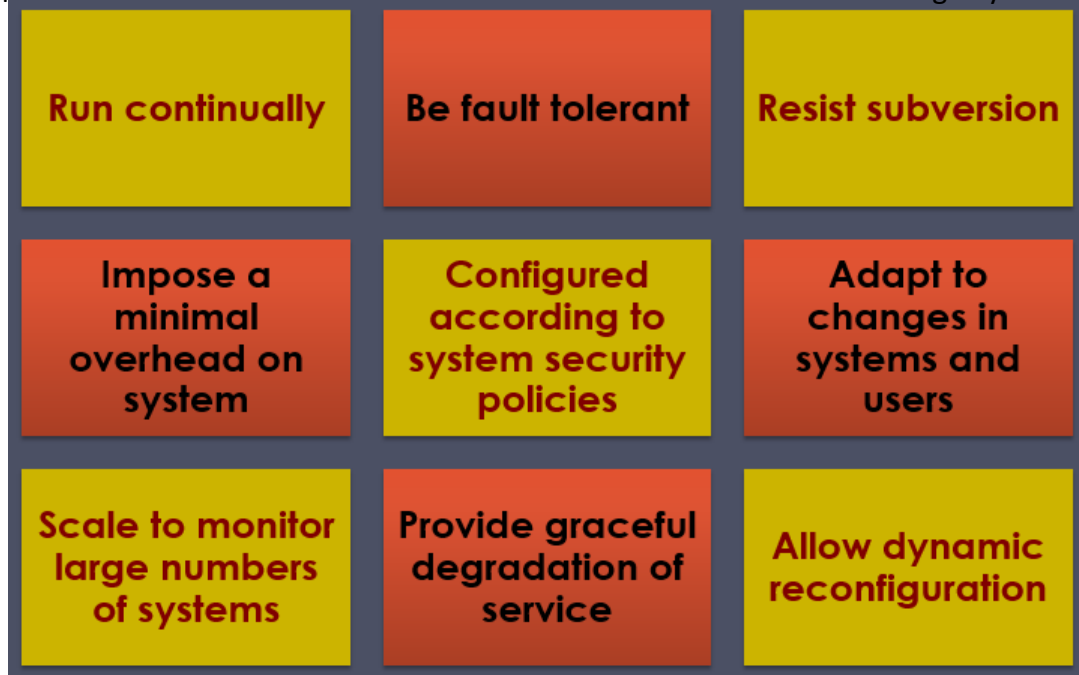 Run continually
Be fault tolerant
Resist subversion
Impose a
minimal
overhead on
system
Configured
according to
system security
policies
Adapt to
changes in
systems and
users
Scale to monitor
large numbers
of systems
Provide graceful
degradation of
service
Allow dynamic
reconfiguration